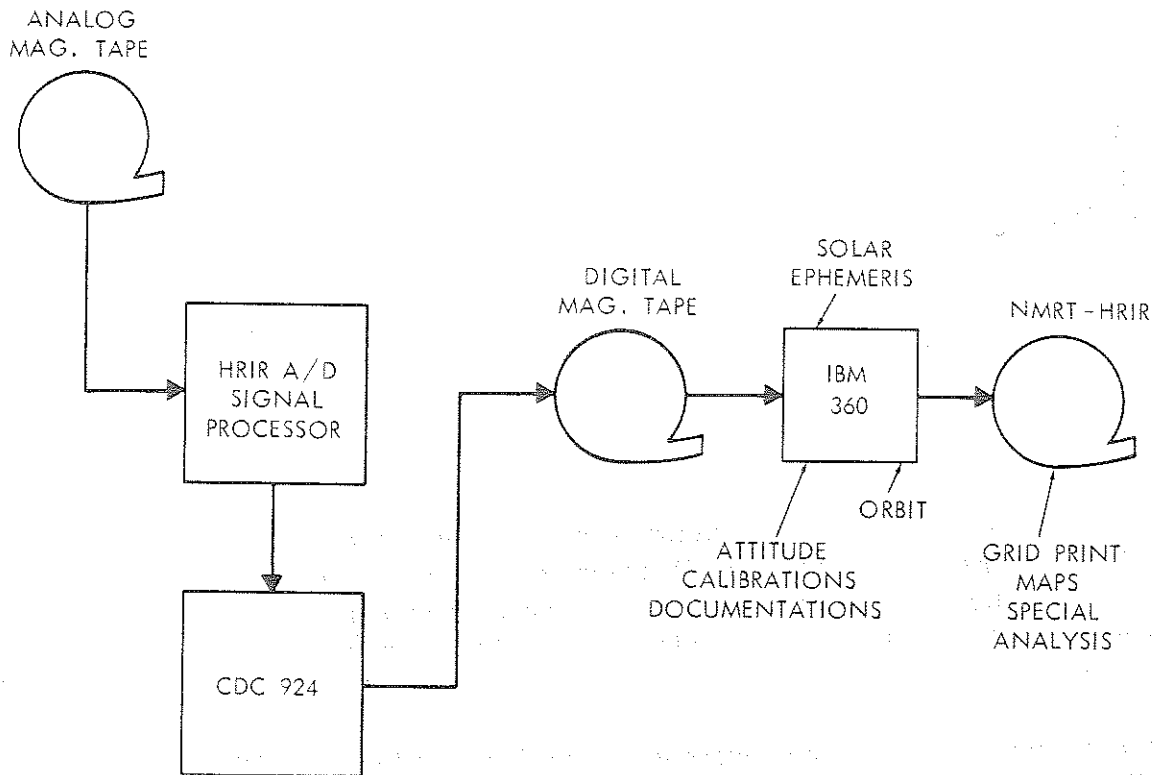 ANALOG
MAG. TAPE
HRIR A/D
SIGNAL
PROCESSOR
CDC 924
DIGITAL
MAG. TAPE
SOLAR
EPHEMERIS
IBM
360
ORBIT
ATTITUDE
CALIBRATIONS
DOCUMENTATIONS
NMRT-HRIR
GRID PRINT
MAPS
SPECIAL
ANALYSIS